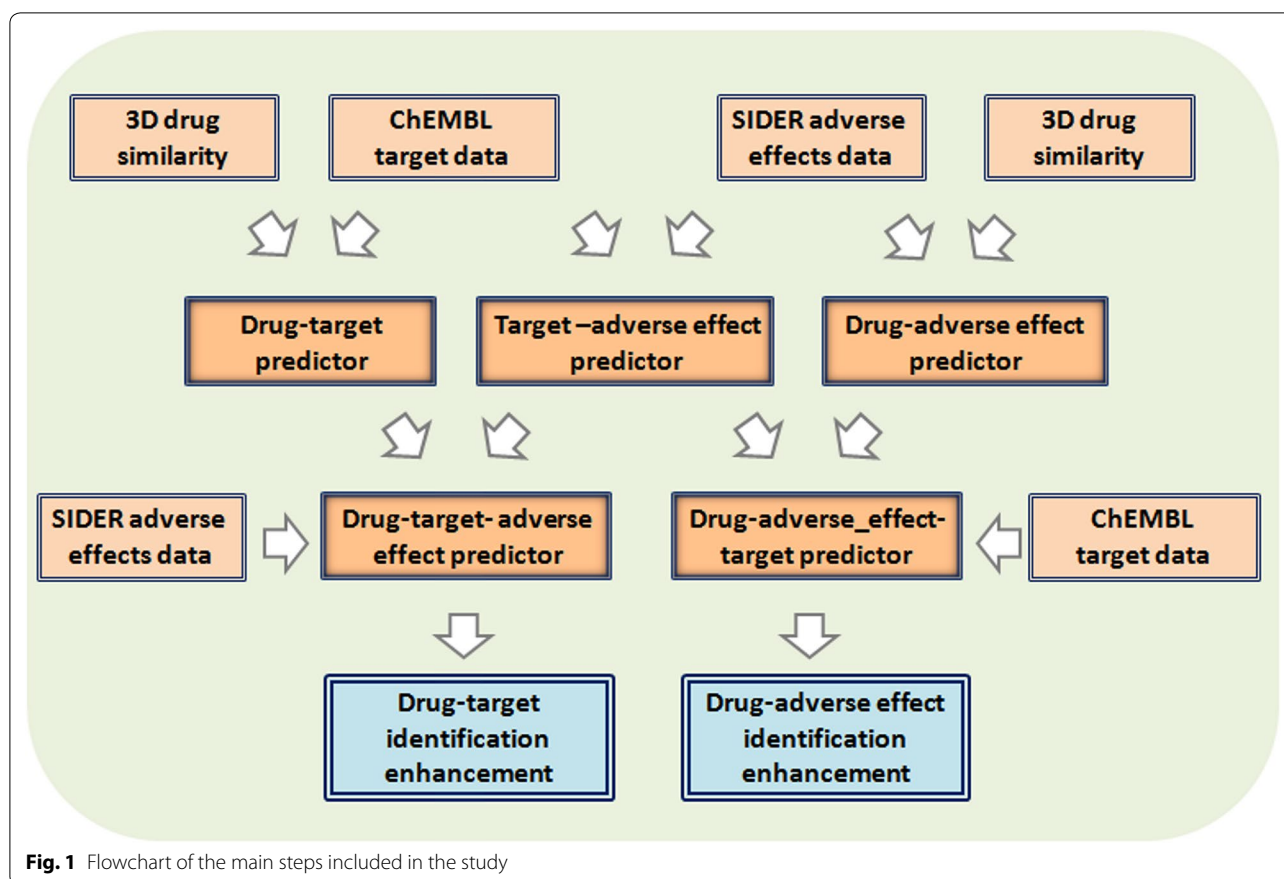 3D drug
similarity
ChEMBL
target data
SIDER adverse
effects data
3D drug
similarity
Drug-target
predictor
Target –adverse effect
predictor
Drug-adverse effect
predictor
SIDER adverse
effects data
Drug-target- adverse
effect predictor
Drug-adverse_effect-
target predictor
ChEMBL
target data
Drug-target
identification
enhancement
Drug-adverse effect
identification
enhancement
Fig. 1 Flowchart of the main steps included in the study